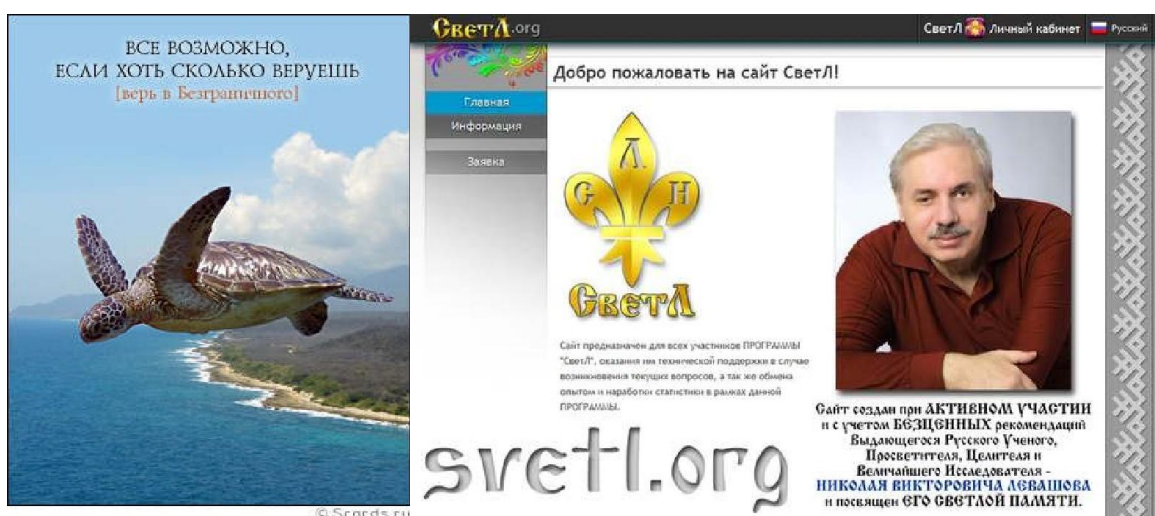 ВСЕ ВОЗМОЖНО,
ЕСЛИ ХОТЬ СКОЛЬКО ВЕРУЕШЬ
[верь в Безграничного]
© Scards.ru
СветЛ.org
СветЛ Личный кабинет Русский
Добро пожаловать на сайт СветЛ!
Главная
Информация
Заявка
Л
С Н
СветЛ
Сайт предназначен для всех участников ПРОГРАММЫ
"СветЛ", оказания им технической поддержки в случае
возникновения текущих вопросов, а так же обмена
опытом и наработки статистики в рамках данной
ПРОГРАММЫ.
svetl.org
Сайт создан при АКТИВНОМ УЧАСТИИ
и с учетом БЕЗЦЕННЫХ рекомендаций
Выдающегося Русского Ученого,
Просветителя, Целителя и
Величайшего Исследователя -
НИКОЛАЯ ВИКТОРОВИЧА ЛЕВАШОВА
и посвящен ЕГО СВЕТЛОЙ ПАМЯТИ.